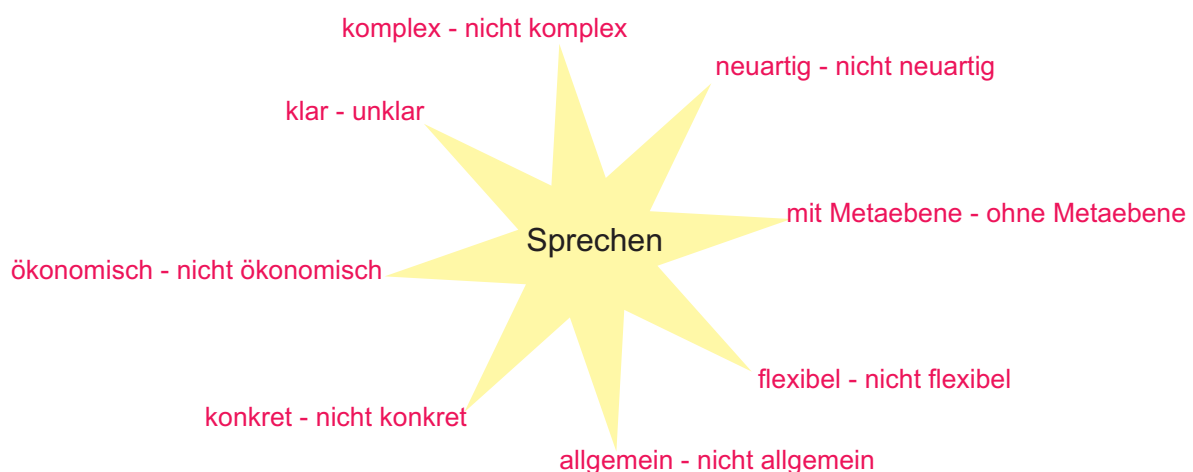 komplex - nicht komplex
neuartig - nicht neuartig
klar - unklar
mit Metaebene - ohne Metaebene
Sprechen
ökonomisch - nicht ökonomisch
flexibel - nicht flexibel
konkret - nicht konkret
allgemein - nicht allgemein